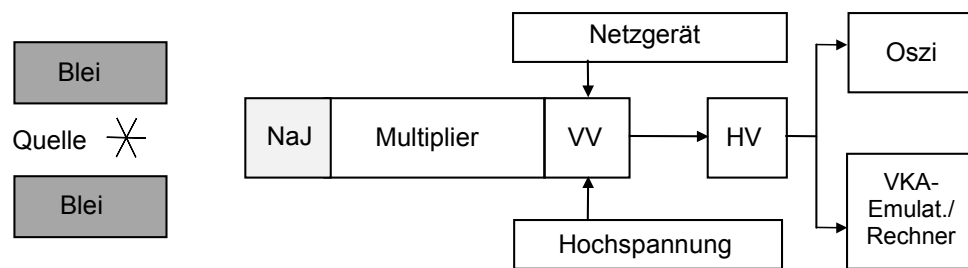 Netzgerät
Oszi
Blei
NaJ
Multiplier
VV
HV
Quelle
Blei
VKA-
Emulat./
Rechner
Hochspannung